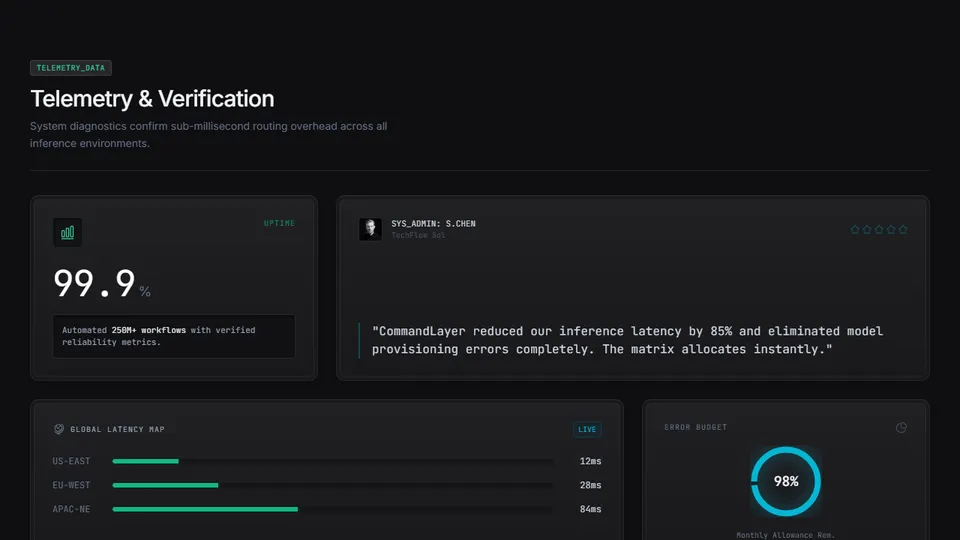 TELEMETRY_DATA
Telemetry & Verification
System diagnostics confirm sub-millisecond routing overhead across all
inference environments.
UPTIME
99.9%
Automated 250M+ workflows with verified
reliability metrics.
SYS_ADMIN: S.CHEN
TechFlow Sol
"CommandLayer reduced our inference latency by 85% and eliminated model
provisioning errors completely. The matrix allocates instantly."
GLOBAL LATENCY MAP
LIVE
US-EAST 12ms
EU-WEST 28ms
APAC-NE 84ms
ERROR BUDGET
98%
Monthly Allowance Rem.